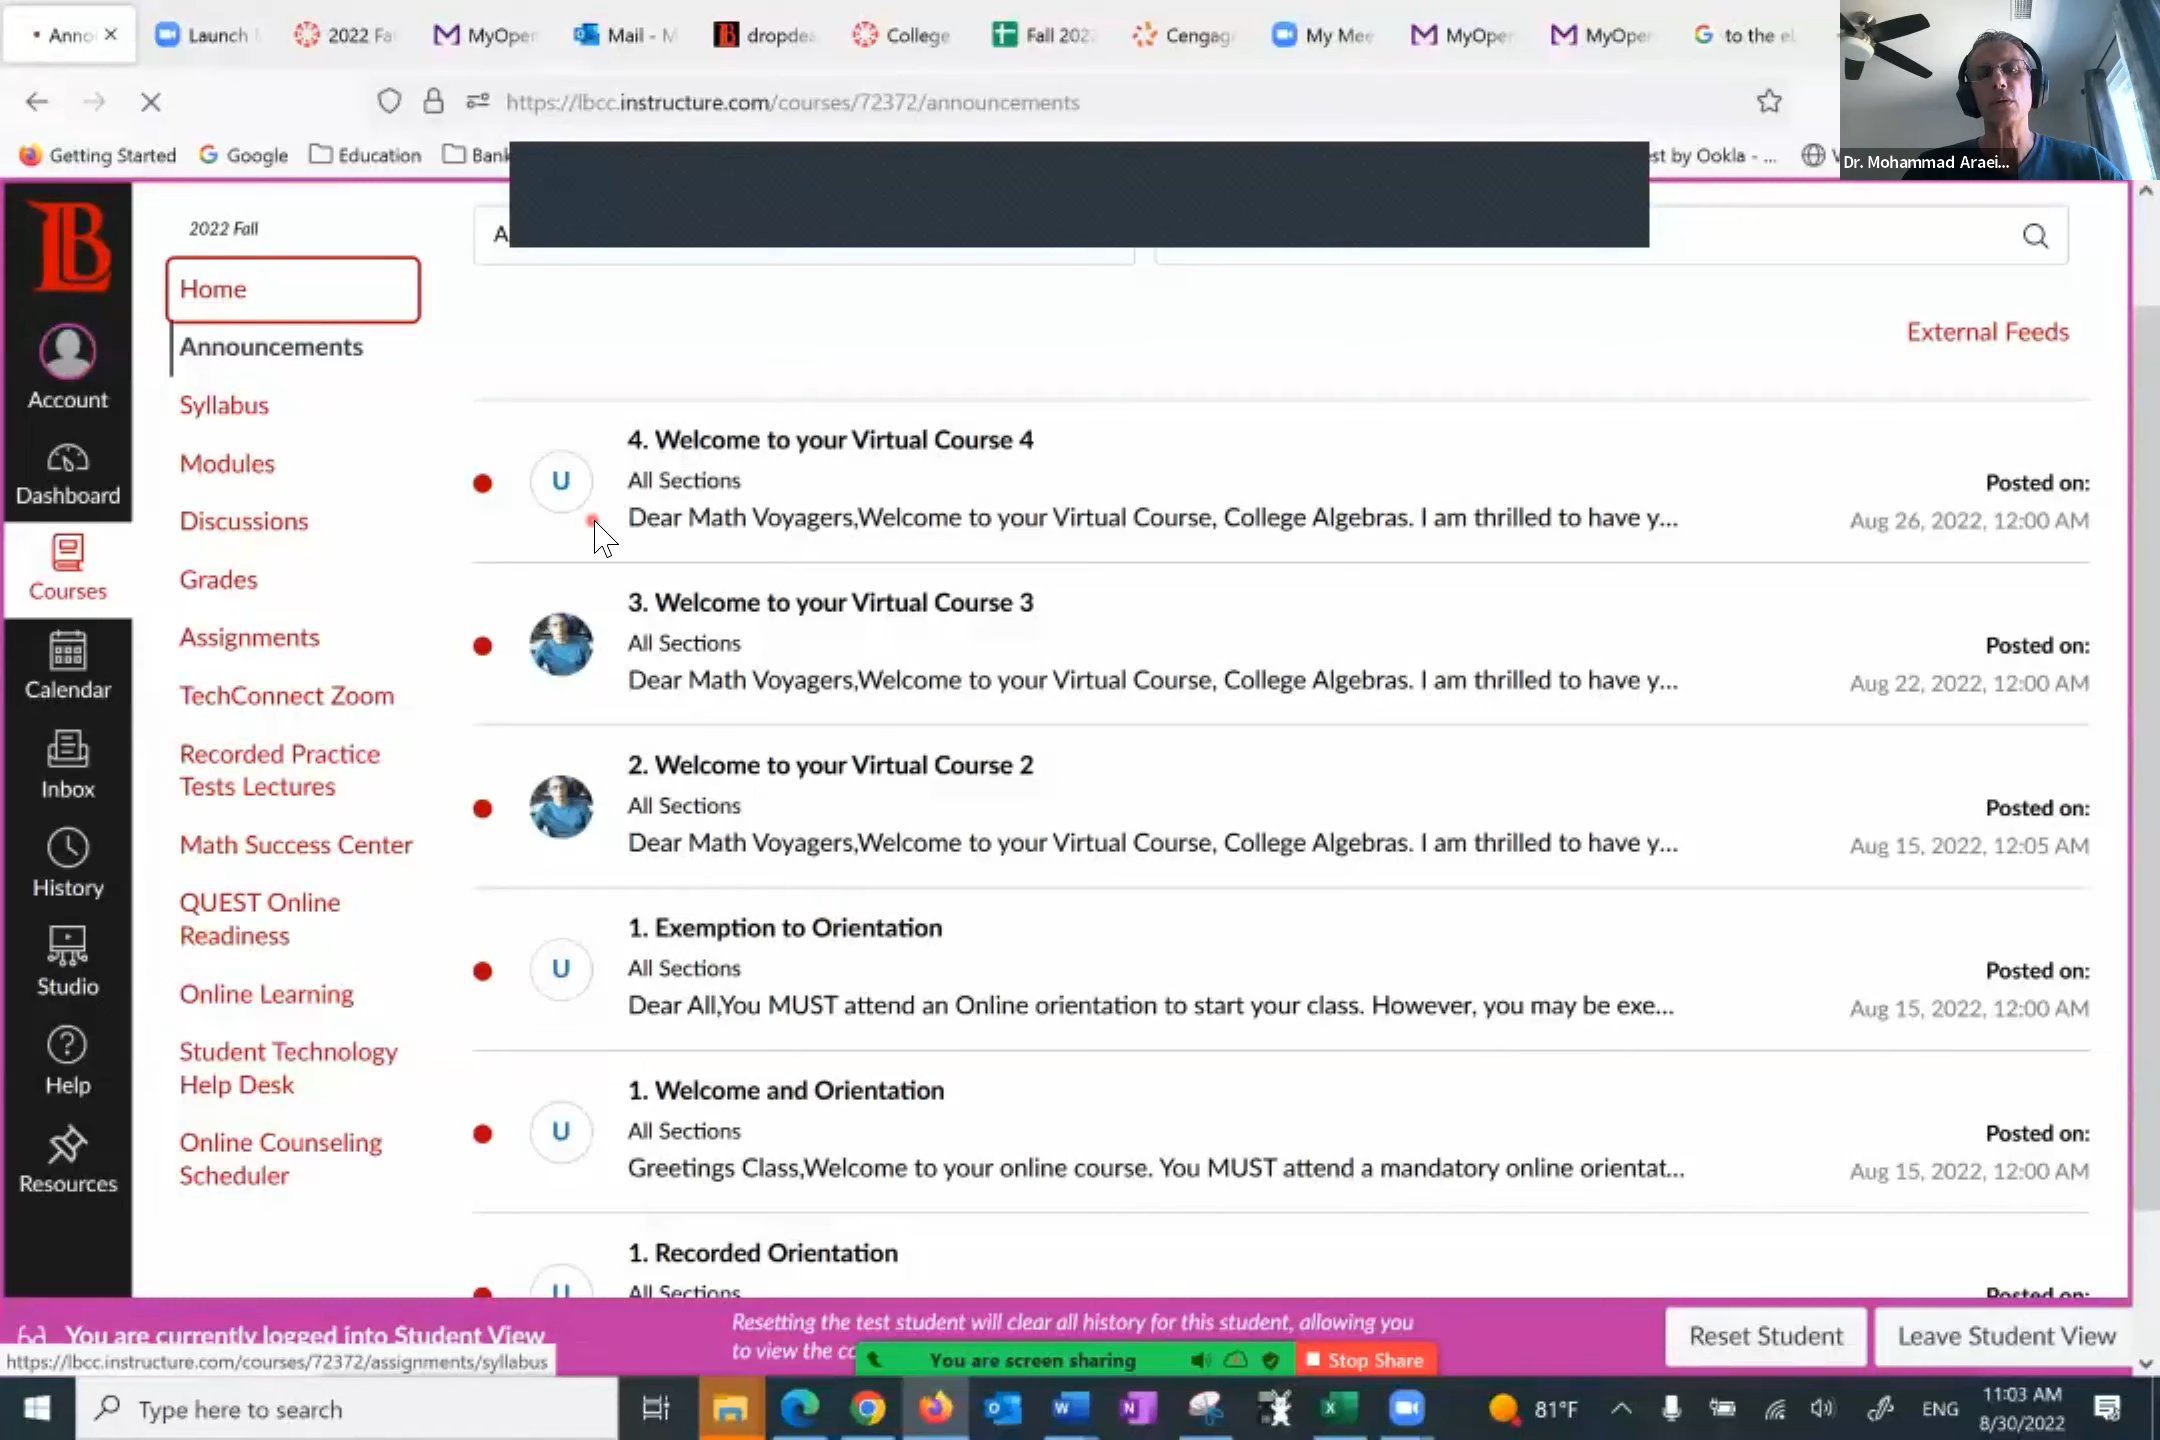 Anno
Launch
2022 Fa
MyOper
Mail - M
dropdea
College
Fall 202
Cengag
My Mee
MyOper
MyOper
to the el
https://lbcc.instructure.com/courses/72372/announcements
Getting Started
Google
Education
Bank
st by Ookla - ...
Dr. Mohammad Araei...
LB
Account
Dashboard
Courses
Calendar
Inbox
History
Studio
Help
Resources
2022 Fall
Home
Announcements
Syllabus
Modules
Discussions
Grades
Assignments
TechConnect Zoom
Recorded Practice
Tests Lectures
Math Success Center
QUEST Online
Readiness
Online Learning
Student Technology
Help Desk
Online Counseling
Scheduler
A
External Feeds
4. Welcome to your Virtual Course 4
U
All Sections
Posted on:
Dear Math Voyagers,Welcome to your Virtual Course, College Algebras. I am thrilled to have y...
Aug 26, 2022, 12:00 AM
3. Welcome to your Virtual Course 3
All Sections
Posted on:
Dear Math Voyagers,Welcome to your Virtual Course, College Algebras. I am thrilled to have y...
Aug 22, 2022, 12:00 AM
2. Welcome to your Virtual Course 2
All Sections
Posted on:
Dear Math Voyagers,Welcome to your Virtual Course, College Algebras. I am thrilled to have y...
Aug 15, 2022, 12:05 AM
1. Exemption to Orientation
U
All Sections
Posted on:
Dear All,You MUST attend an Online orientation to start your class. However, you may be exe...
Aug 15, 2022, 12:00 AM
1. Welcome and Orientation
U
All Sections
Posted on:
Greetings Class,Welcome to your online course. You MUST attend a mandatory online orientat...
Aug 15, 2022, 12:00 AM
1. Recorded Orientation
U
All Sections
Posted on:
You are currently logged into Student View
Resetting the test student will clear all history for this student, allowing you
to view the co
Reset Student
Leave Student View
https://lbcc.instructure.com/courses/72372/assignments/syllabus
You are screen sharing
Stop Share
Type here to search
81°F
ENG
11:03 AM
8/30/2022